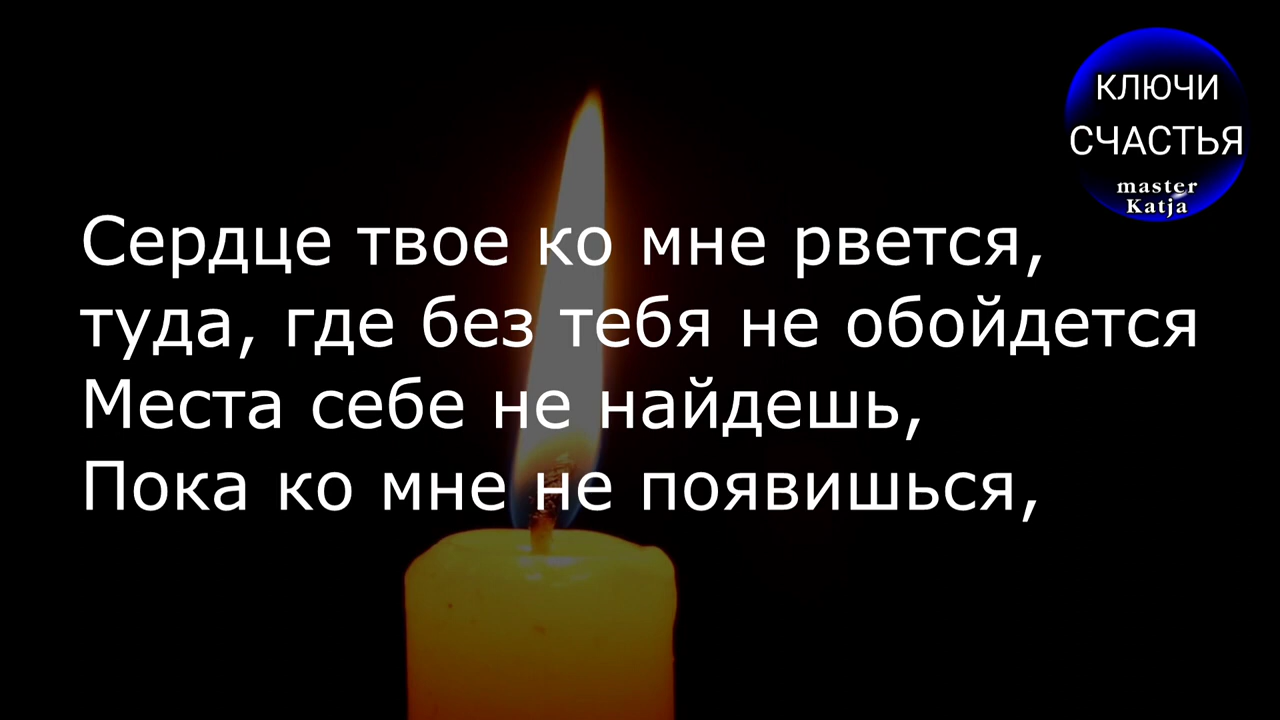 КЛЮЧИ
СЧАСТЬЯ
master
Katja
Сердце твое ко мне рвется,
туда, где без тебя не обойдется
Места себе не найдешь,
Пока ко мне не появишься,